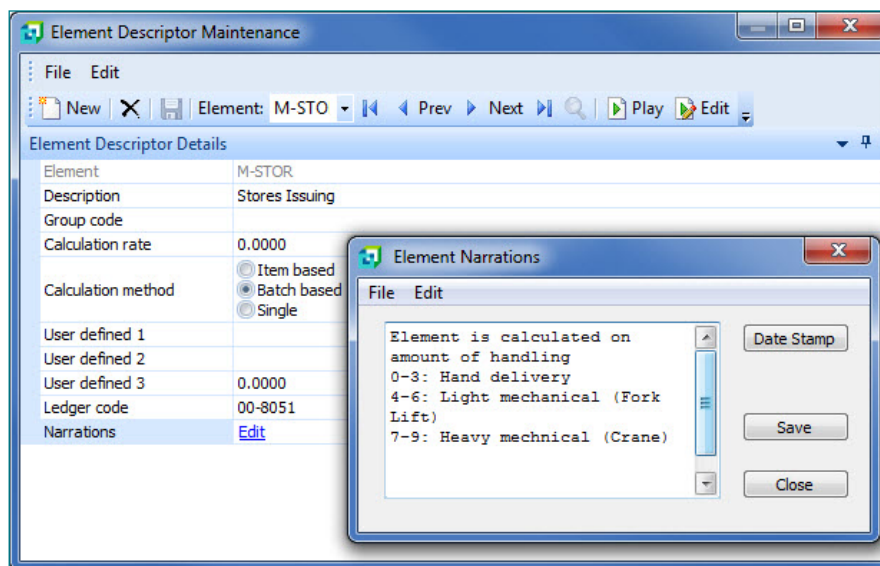 Element Descriptor Maintenance
File Edit
New Element: M-STO Prev Next Play Edit
Element Descriptor Details
Element M-STOR
Description Stores Issuing
Group code
Calculation rate 0.0000
Calculation method
Item based
Batch based
Single
User defined 1
User defined 2
User defined 3 0.0000
Ledger code 00-8051
Narrations Edit
Element Narrations
File Edit
Element is calculated on
amount of handling
0-3: Hand delivery
4-6: Light mechanical (Fork
Lift)
7-9: Heavy mechnical (Crane)
Date Stamp
Save
Close